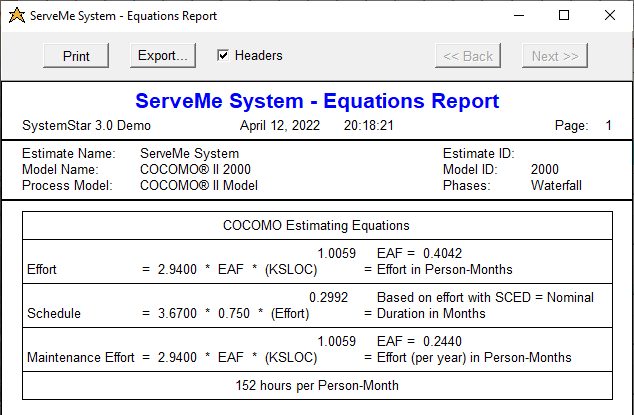 ServeMe System - Equations Report
Print Export... Headers << Back Next >>
ServeMe System - Equations Report
SystemStar 3.0 Demo April 12, 2022 20:18:21 Page: 1
Estimate Name: ServeMe System Estimate ID:
Model Name: COCOMO® II 2000 Model ID: 2000
Process Model: COCOMO® II Model Phases: Waterfall
COCOMO Estimating Equations
1.0059 EAF = 0.4042
Effort = 2.9400 * EAF * (KSLOC) = Effort in Person-Months
0.2992 Based on effort with SCED = Nominal
Schedule = 3.6700 * 0.750 * (Effort) = Duration in Months
1.0059 EAF = 0.2440
Maintenance Effort = 2.9400 * EAF * (KSLOC) = Effort (per year) in Person-Months
152 hours per Person-Month